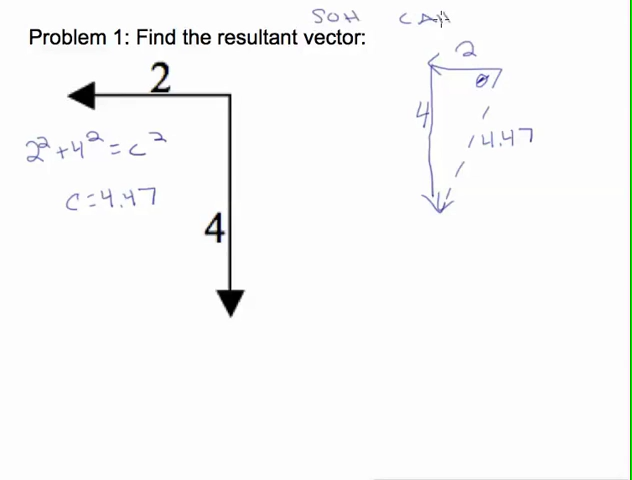 SOH CAH
Problem 1: Find the resultant vector:
2
2
θ
4
2² + 4² = c²
4.47
c = 4.47
4